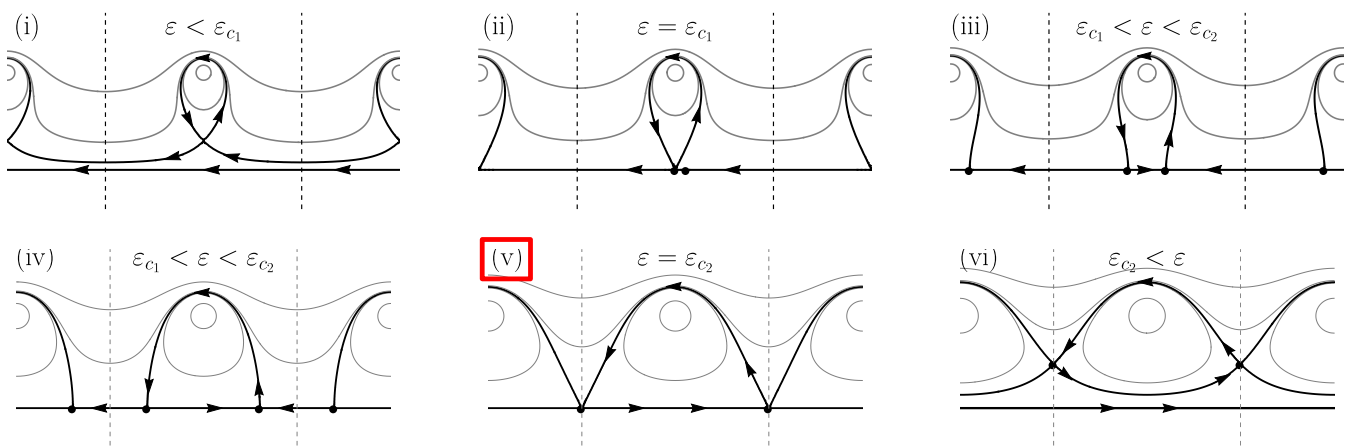 (i) ε < ε_{c_1}
(ii) ε = ε_{c_1}
(iii) ε_{c_1} < ε < ε_{c_2}
(iv) ε_{c_1} < ε < ε_{c_2}
(v) ε = ε_{c_2}
(vi) ε_{c_2} < ε